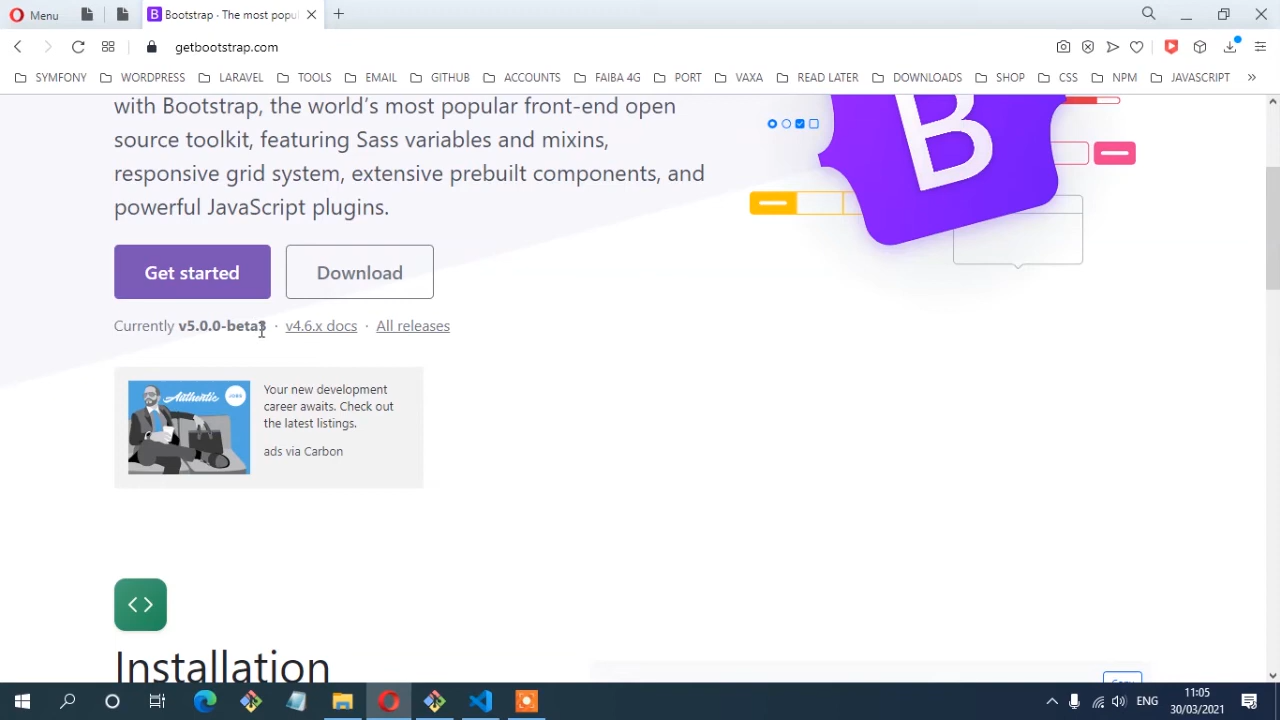 Menu
Bootstrap · The most popul
getbootstrap.com
SYMFONY WORDPRESS LARAVEL TOOLS EMAIL GITHUB ACCOUNTS FAIBA 4G PORT VAXA READ LATER DOWNLOADS SHOP CSS NPM JAVASCRIPT
with Bootstrap, the world's most popular front-end open
source toolkit, featuring Sass variables and mixins,
responsive grid system, extensive prebuilt components, and
powerful JavaScript plugins.
B
Get started Download
Currently v5.0.0-beta3 · v4.6.x docs · All releases
Authentic JOBS
Your new development
career awaits. Check out
the latest listings.
ads via Carbon
Installation
ENG
11:05
30/03/2021